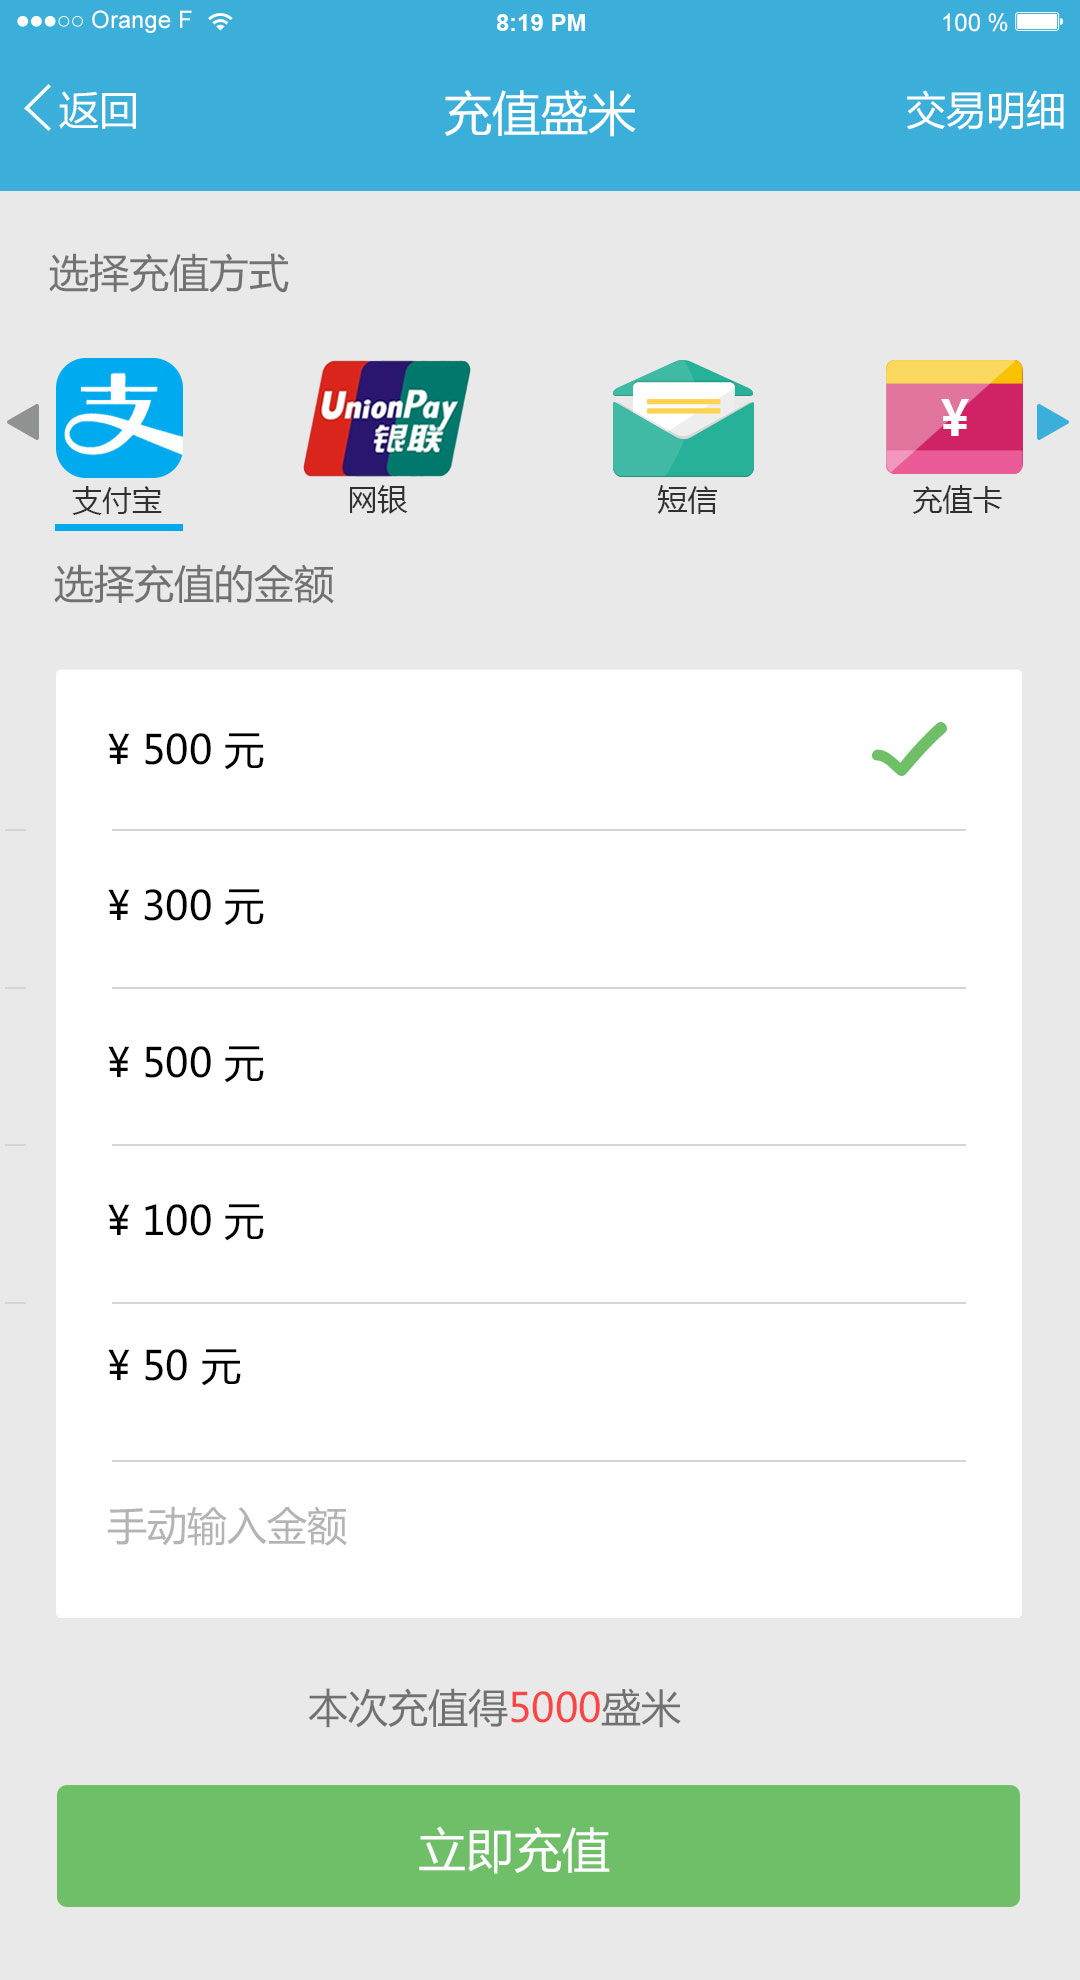 ●●●○○ Orange F 8:19 PM 100 %
返回 充值盛米 交易明细
选择充值方式
支
UnionPay
银联
¥
支付宝 网银 短信 充值卡
选择充值的金额
¥ 500 元
¥ 300 元
¥ 500 元
¥ 100 元
¥ 50 元
手动输入金额
本次充值得5000盛米
立即充值